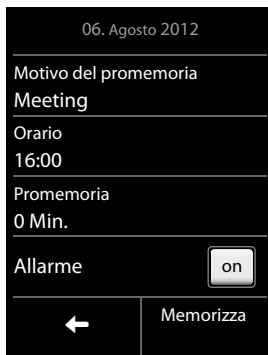 06. Agosto 2012
Motivo del promemoria
Meeting
Orario
16:00
Promemoria
0 Min.
Allarme on
Memorizza